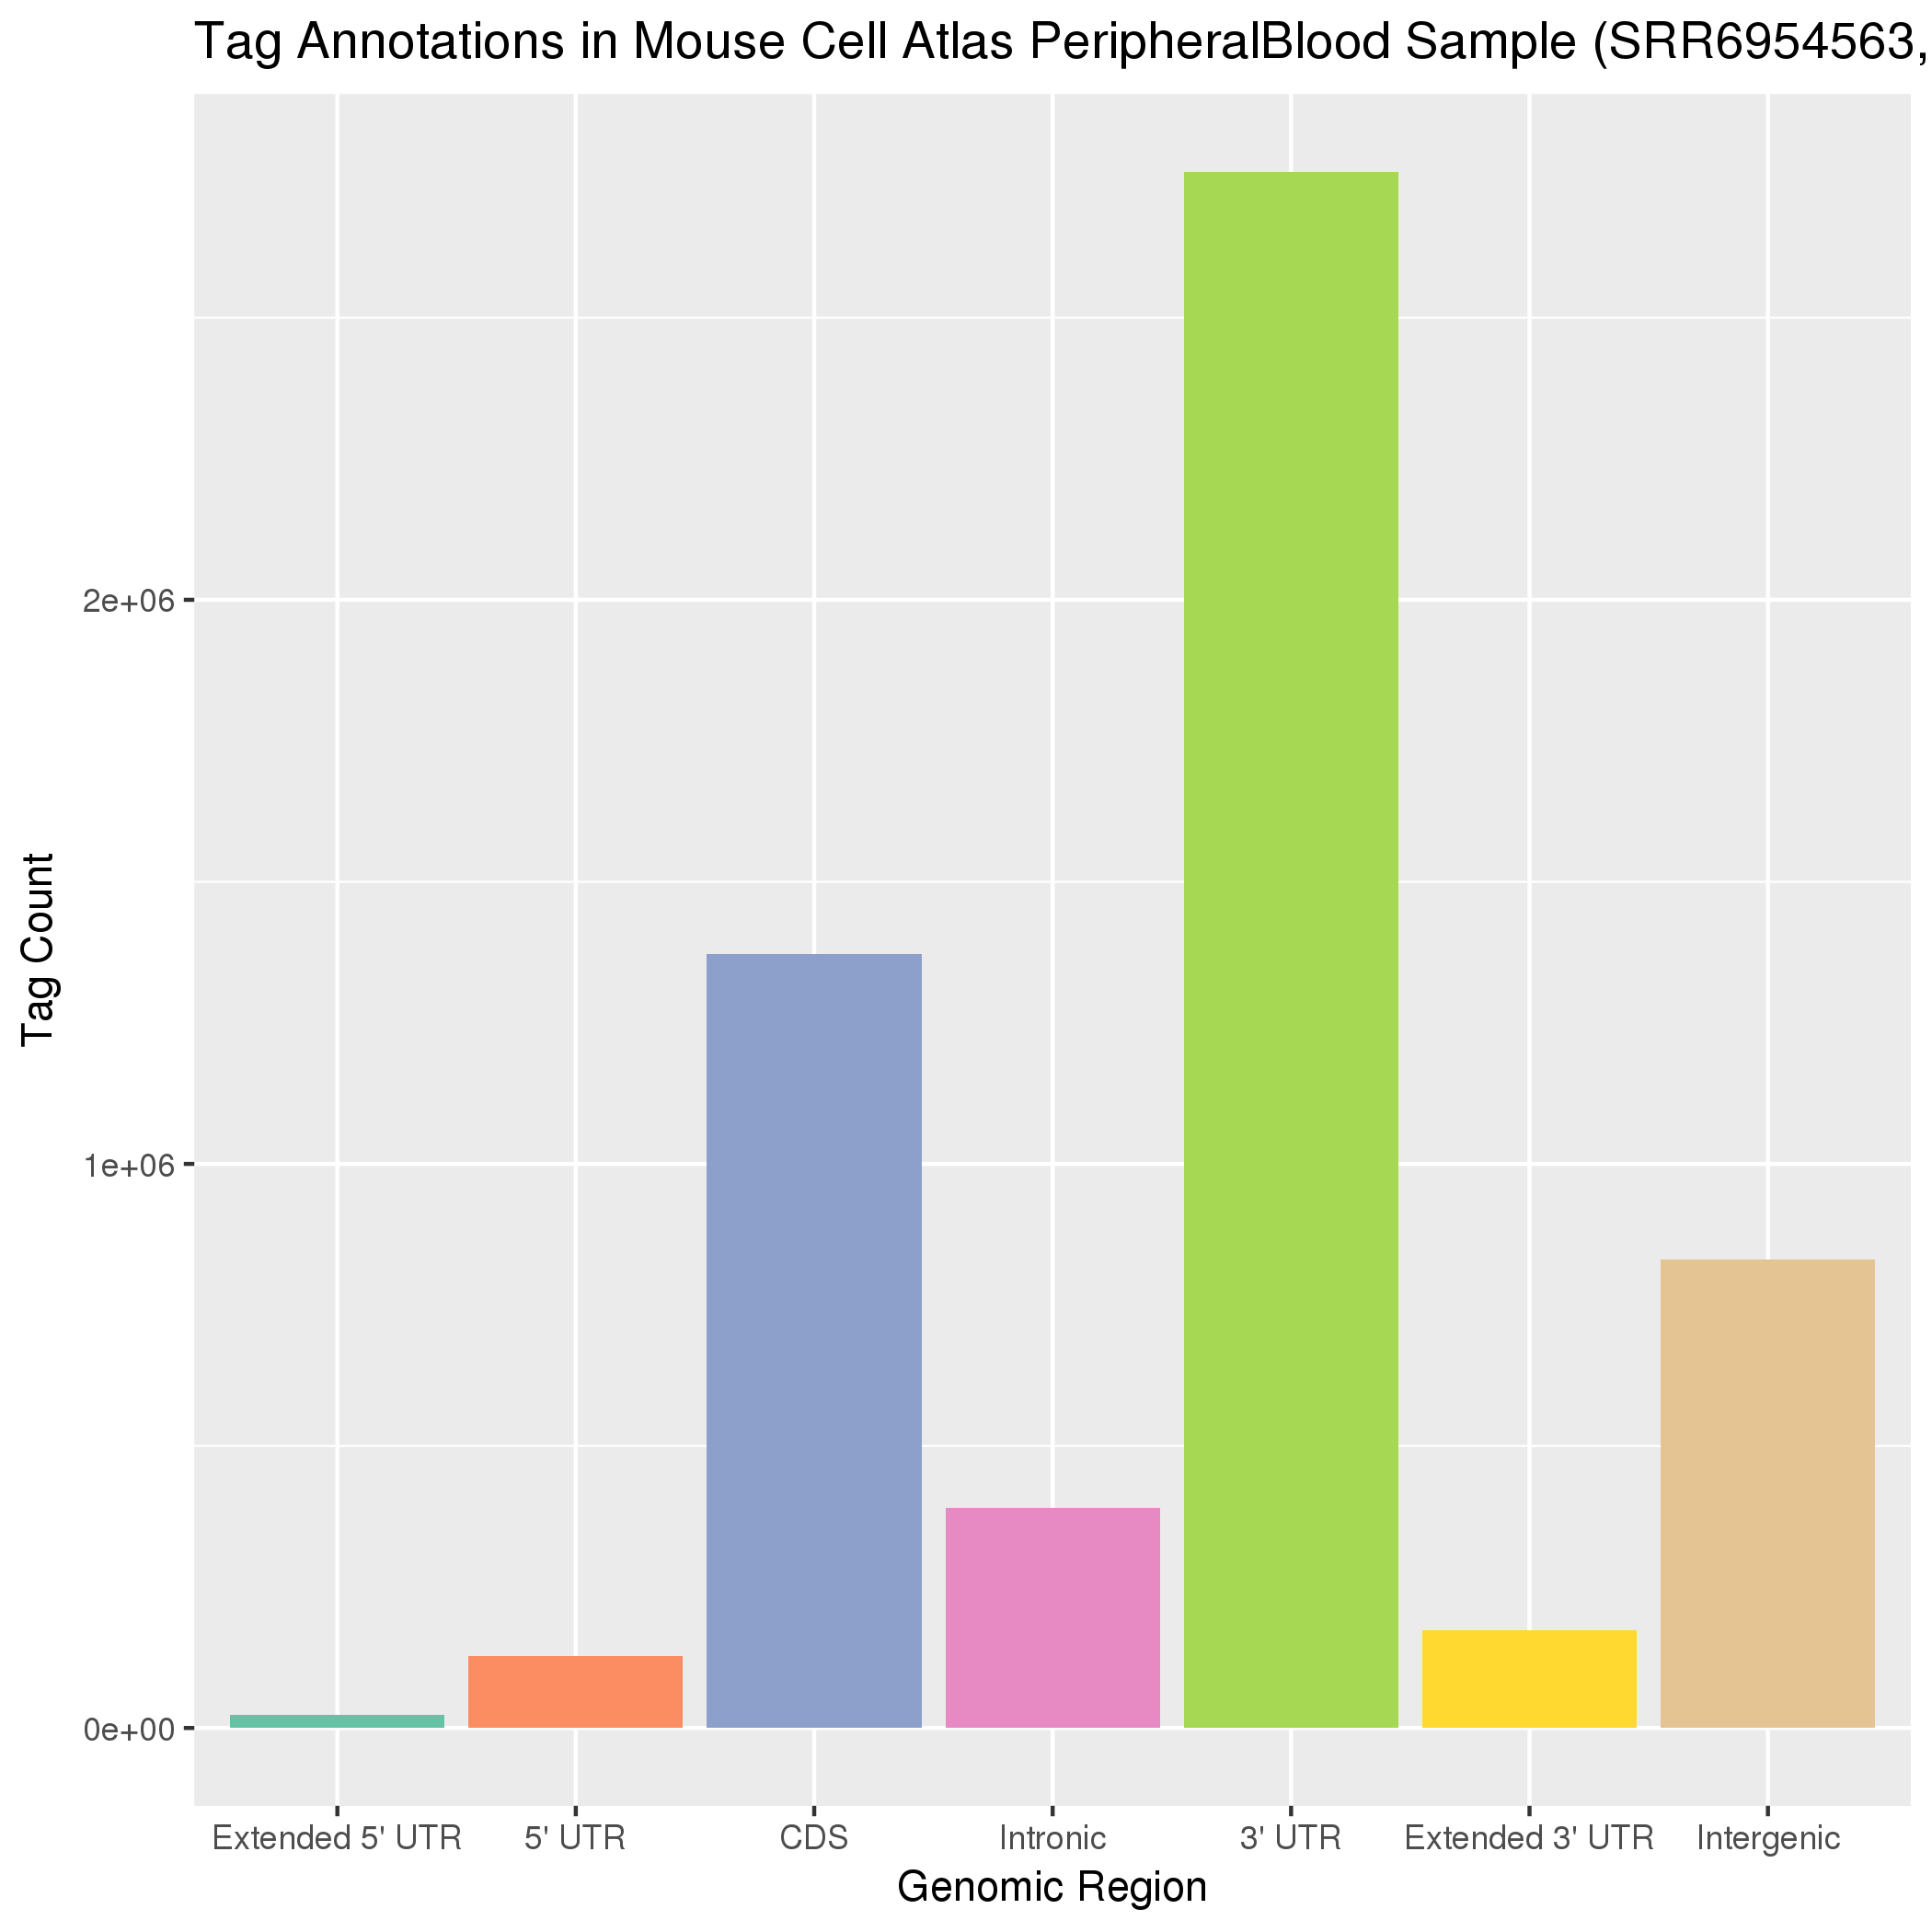 Tag Annotations in Mouse Cell Atlas PeripheralBlood Sample (SRR6954563,
Tag Count
2e+06
1e+06
0e+00
Extended 5' UTR
5' UTR
CDS
Intronic
3' UTR
Extended 3' UTR
Intergenic
Genomic Region